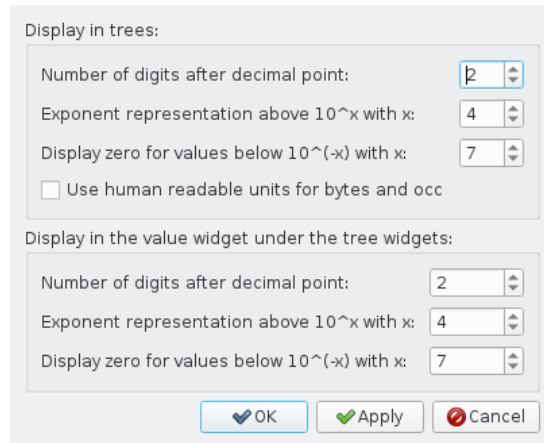 Display in trees:
Number of digits after decimal point: 2
Exponent representation above 10^x with x: 4
Display zero for values below 10^(-x) with x: 7
Use human readable units for bytes and occ
Display in the value widget under the tree widgets:
Number of digits after decimal point: 2
Exponent representation above 10^x with x: 4
Display zero for values below 10^(-x) with x: 7
OK Apply Cancel